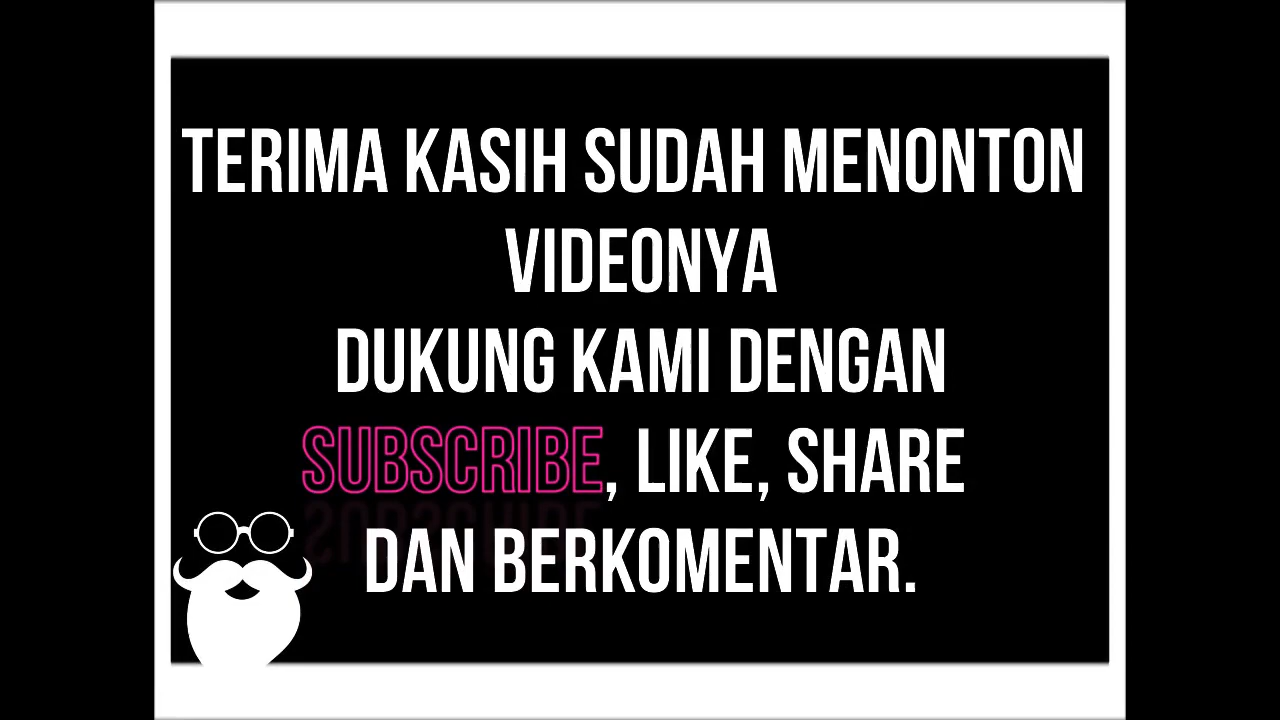 TERIMA KASIH SUDAH MENONTON
VIDEONYA
DUKUNG KAMI DENGAN
SUBSCRIBE, LIKE, SHARE
DAN BERKOMENTAR.